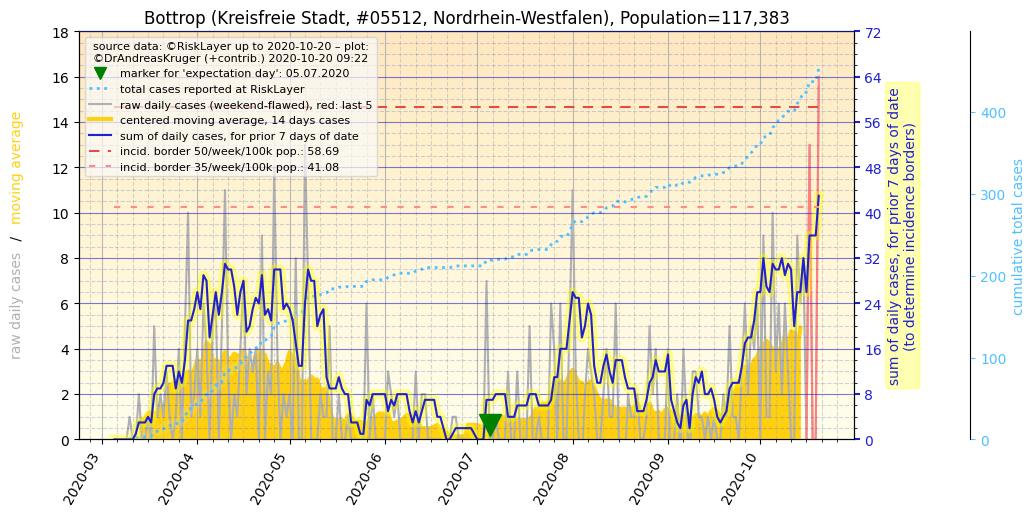 Bottrop (Kreisfreie Stadt, #05512, Nordrhein-Westfalen), Population=117,383
source data: ©RiskLayer up to 2020-10-20 – plot:
©DrAndreasKruger (+contrib.) 2020-10-20 09:22
marker for 'expectation day': 05.07.2020
total cases reported at RiskLayer
raw daily cases (weekend-flawed), red: last 5
centered moving average, 14 days cases
sum of daily cases, for prior 7 days of date
incid. border 50/week/100k pop.: 58.69
incid. border 35/week/100k pop.: 41.08
raw daily cases / moving average
18
16
14
12
10
8
6
4
2
0
2020-03
2020-04
2020-05
2020-06
2020-07
2020-08
2020-09
2020-10
72
64
56
48
40
32
24
16
8
0
sum of daily cases, for prior 7 days of date
(to determine incidence borders)
400
300
200
100
0
cumulative total cases